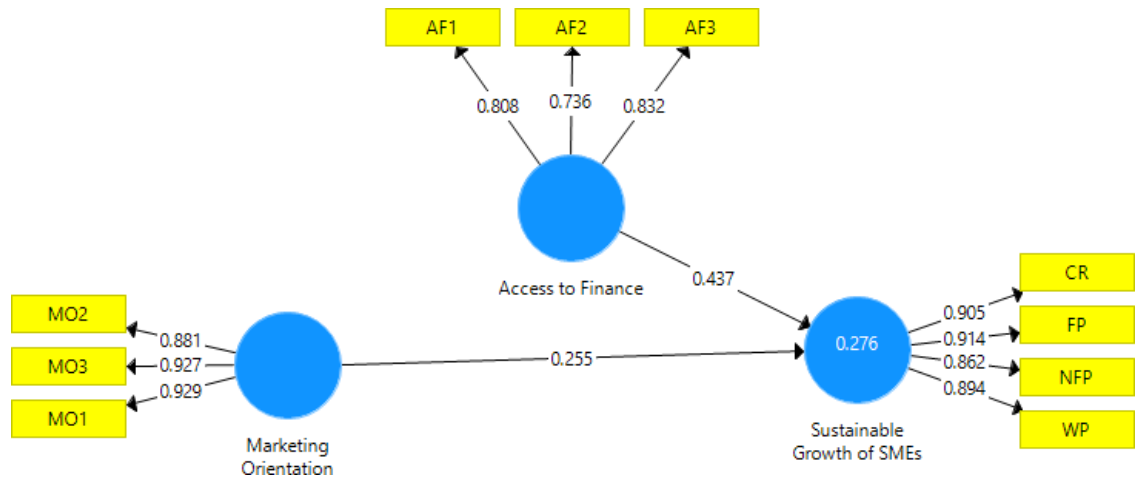 AF1
AF2
AF3
0.808
0.736
0.832
Access to Finance
0.437
MO2
MO3
MO1
0.881
0.927
0.929
Marketing
Orientation
0.255
0.276
Sustainable
Growth of SMEs
0.905
0.914
0.862
0.894
CR
FP
NFP
WP